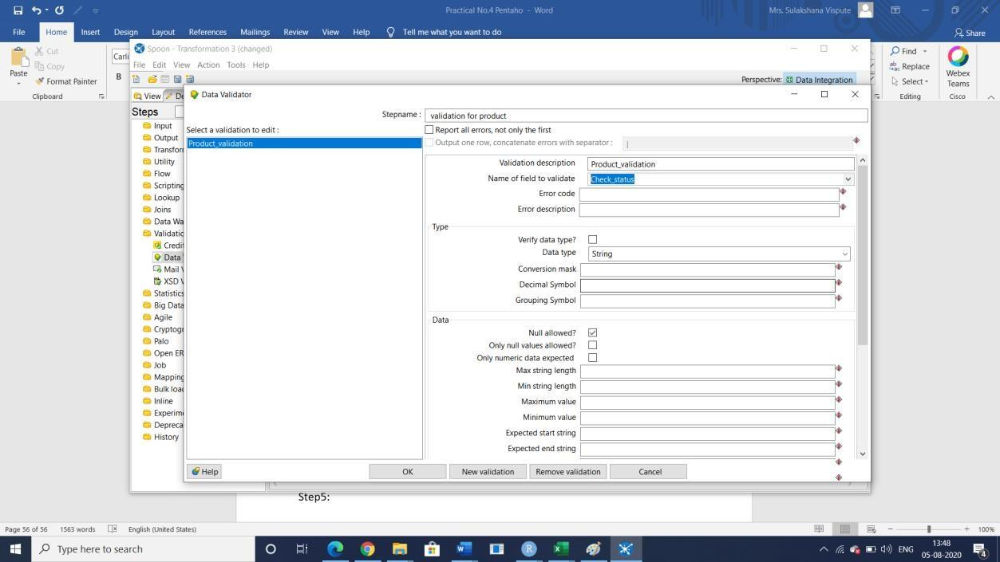 Practical No.4 Pentaho - Word
Mrs. Sulakshana Vispute
File Home Insert Design Layout References Mailings Review View Help Tell me what you want to do Share
Paste
Cut
Copy
Format Painter
Clipboard
Carli
B
Find
Replace
Select
Editing
Webex Teams
Cisco
Spoon - Transformation 3 (changed)
File Edit View Action Tools Help
Perspective: Data Integration
View De
Steps
Input
Output
Transfor
Utility
Flow
Scripting
Lookup
Joins
Data Wa
Validatio
Credit
Data
Mail V
XSD V
Statistics
Big Data
Agile
Cryptogr
Palo
Open ER
Job
Mapping
Bulk load
Inline
Experime
Depreca
History
Data Validator
Stepname : validation for product
Select a validation to edit :
Product_validation
Report all errors, not only the first
Output one row, concatenate errors with separator : |
Validation description Product_validation
Name of field to validate Check_status
Error code
Error description
Type
Verify data type?
Data type String
Conversion mask
Decimal Symbol
Grouping Symbol
Data
Null allowed?
Only null values allowed?
Only numeric data expected
Max string length
Min string length
Maximum value
Minimum value
Expected start string
Expected end string
Help OK New validation Remove validation Cancel
Step5:
Page 56 of 56 1563 words English (United States) 100%
Type here to search
ENG
13:48
05-08-2020
4